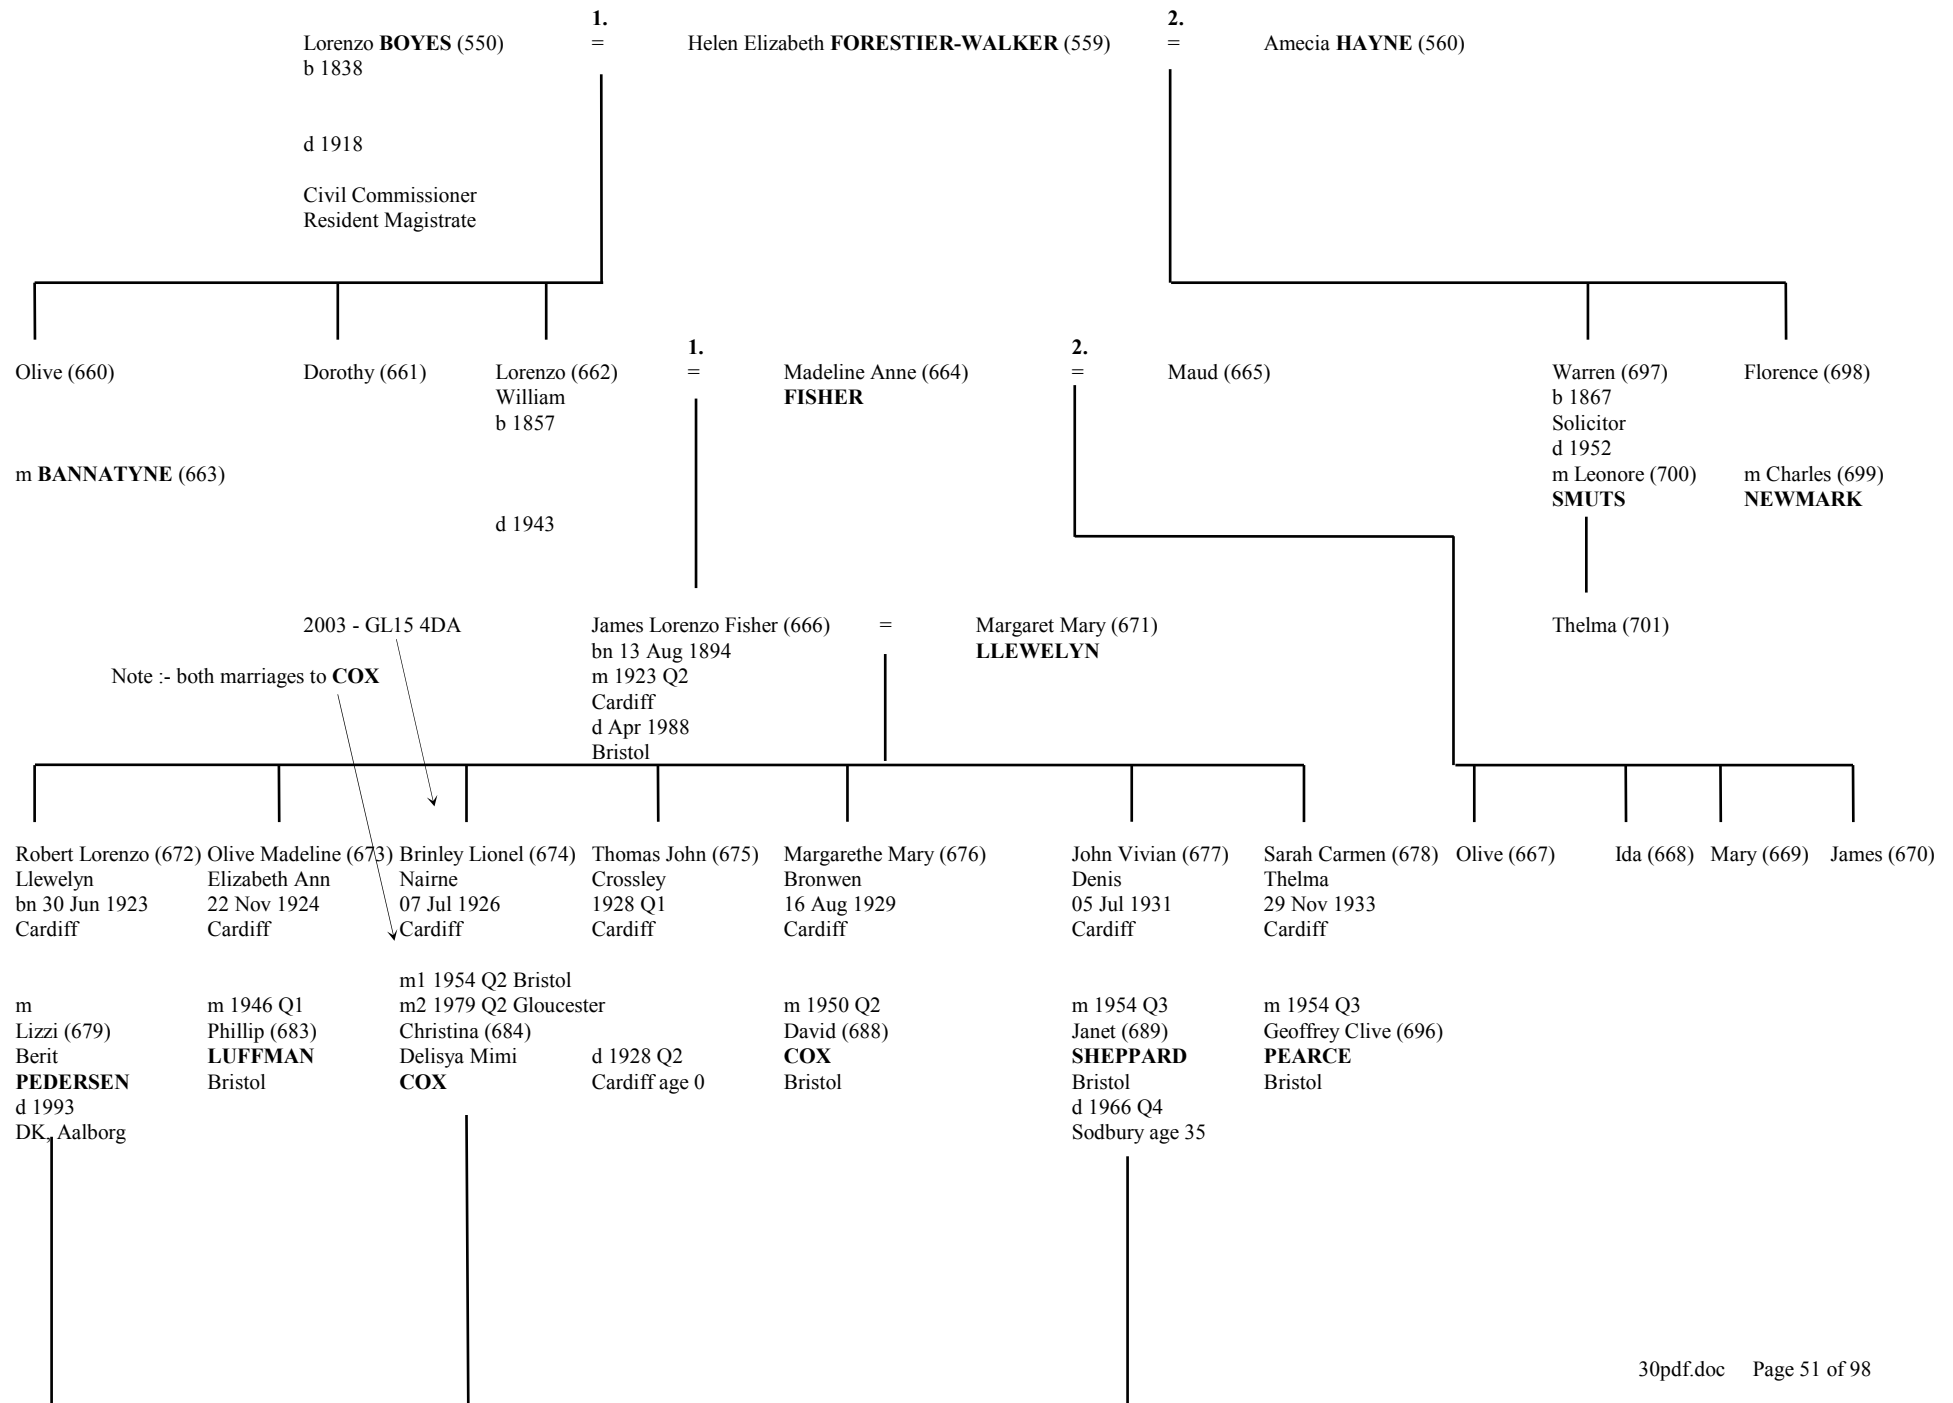 1.
2.
Lorenzo BOYES (550) = Helen Elizabeth FORESTIER-WALKER (559) = Amecia HAYNE (560)
b 1838
d 1918
Civil Commissioner
Resident Magistrate
1.
2.
Olive (660) Dorothy (661) Lorenzo (662) = Madeline Anne (664) = Maud (665) Warren (697) Florence (698)
William FISHER b 1867
b 1857 Solicitor
d 1952
m BANNATYNE (663) m Leonore (700) m Charles (699)
SMUTS NEWMARK
d 1943
2003 - GL15 4DA James Lorenzo Fisher (666) = Margaret Mary (671) Thelma (701)
bn 13 Aug 1894 LLEWELYN
Note :- both marriages to COX m 1923 Q2
Cardiff
d Apr 1988
Bristol
Robert Lorenzo (672) Olive Madeline (673) Brinley Lionel (674) Thomas John (675) Margarethe Mary (676) John Vivian (677) Sarah Carmen (678) Olive (667) Ida (668) Mary (669) James (670)
Llewelyn Elizabeth Ann Nairne Crossley Bronwen Denis Thelma
bn 30 Jun 1923 22 Nov 1924 07 Jul 1926 1928 Q1 16 Aug 1929 05 Jul 1931 29 Nov 1933
Cardiff Cardiff Cardiff Cardiff Cardiff Cardiff Cardiff
m1 1954 Q2 Bristol
m m 1946 Q1 m2 1979 Q2 Gloucester m 1950 Q2 m 1954 Q3 m 1954 Q3
Lizzi (679) Phillip (683) Christina (684) David (688) Janet (689) Geoffrey Clive (696)
Berit LUFFMAN Delisya Mimi d 1928 Q2 COX SHEPPARD PEARCE
PEDERSEN Bristol COX Cardiff age 0 Bristol Bristol Bristol
d 1993 d 1966 Q4
DK, Aalborg Sodbury age 35
30pdf.doc Page 51 of 98